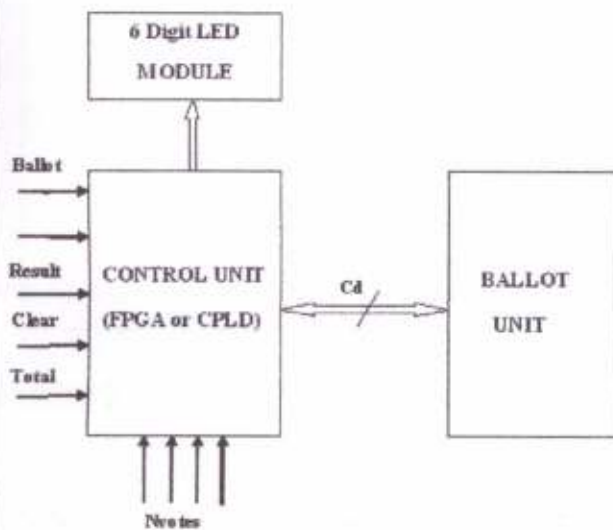 6 Digit LED
MODULE
Ballot
Result
Clear
Total
CONTROL UNIT
(FPGA or CPLD)
Cd
BALLOT
UNIT
Nvotes